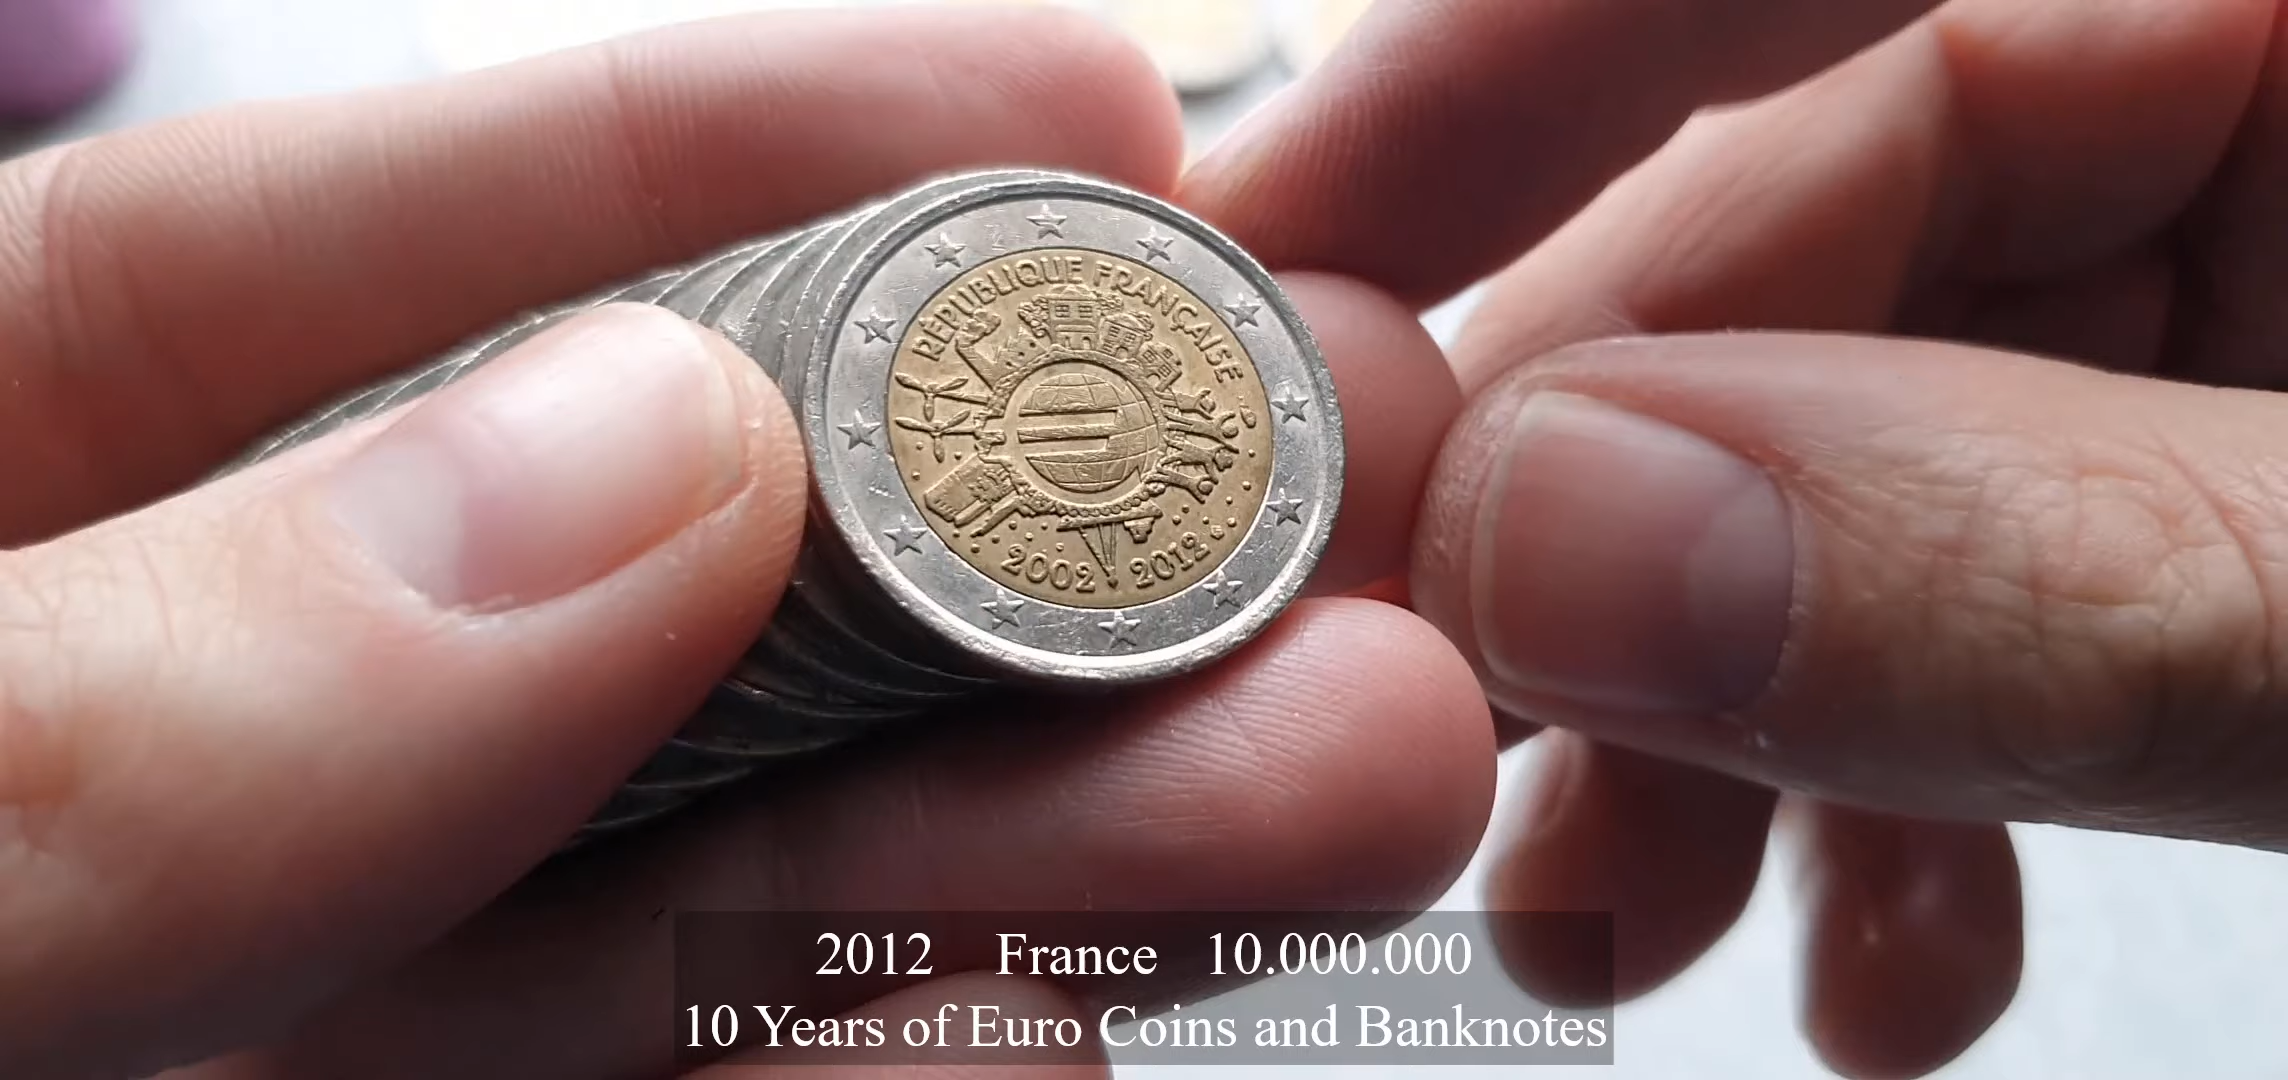 RÉPUBLIQUE FRANÇAISE
2002 2012
2012 France 10.000.000
10 Years of Euro Coins and Banknotes